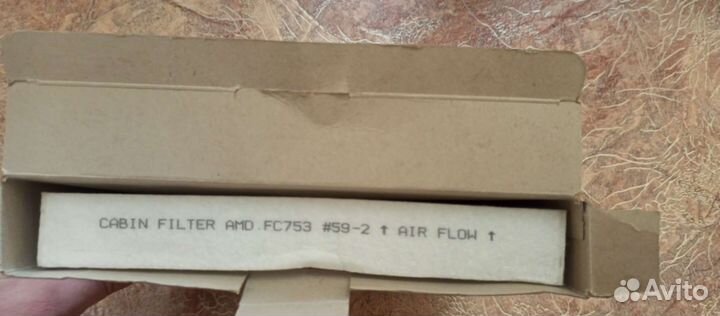 CABIN FILTER AMD.FC753 #59-2 ↑ AIR FLOW ↑
Avito